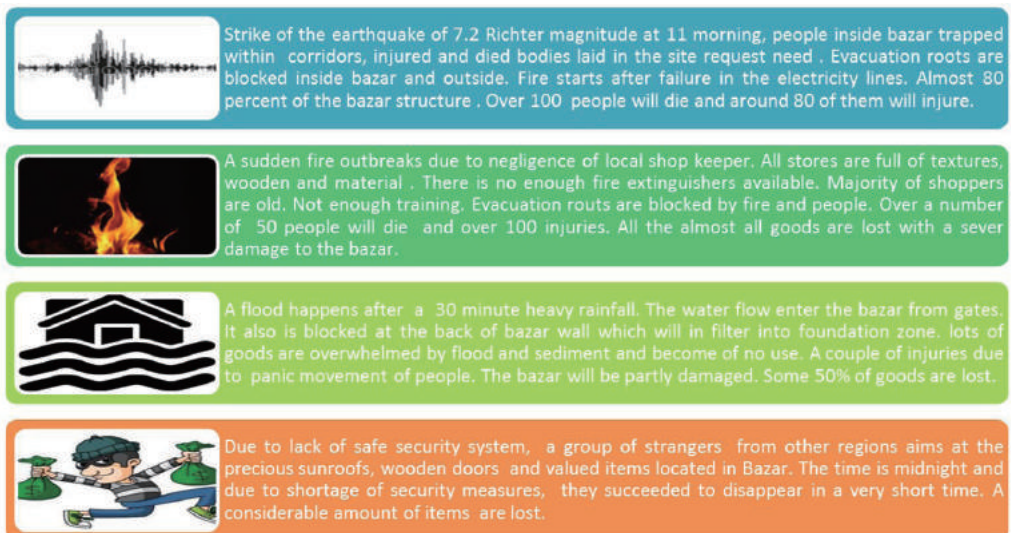 Strike of the earthquake of 7.2 Richter magnitude at 11 morning, people inside bazar trapped
within corridors, injured and died bodies laid in the site request need . Evacuation roots are
blocked inside bazar and outside. Fire starts after failure in the electricity lines. Almost 80
percent of the bazar structure . Over 100 people will die and around 80 of them will injure.
A sudden fire outbreaks due to negligence of local shop keeper. All stores are full of textures,
wooden and material . There is no enough fire extinguishers available. Majority of shoppers
are old. Not enough training. Evacuation routs are blocked by fire and people. Over a number
of 50 people will die and over 100 injuries. All the almost all goods are lost with a sever
damage to the bazar.
A flood happens after a 30 minute heavy rainfall. The water flow enter the bazar from gates.
It also is blocked at the back of bazar wall which will in filter into foundation zone. lots of
goods are overwhelmed by flood and sediment and become of no use. A couple of injuries due
to panic movement of people. The bazar will be partly damaged. Some 50% of goods are lost.
Due to lack of safe security system, a group of strangers from other regions aims at the
precious sunroofs, wooden doors and valued items located in Bazar. The time is midnight and
due to shortage of security measures, they succeeded to disappear in a very short time. A
considerable amount of items are lost.